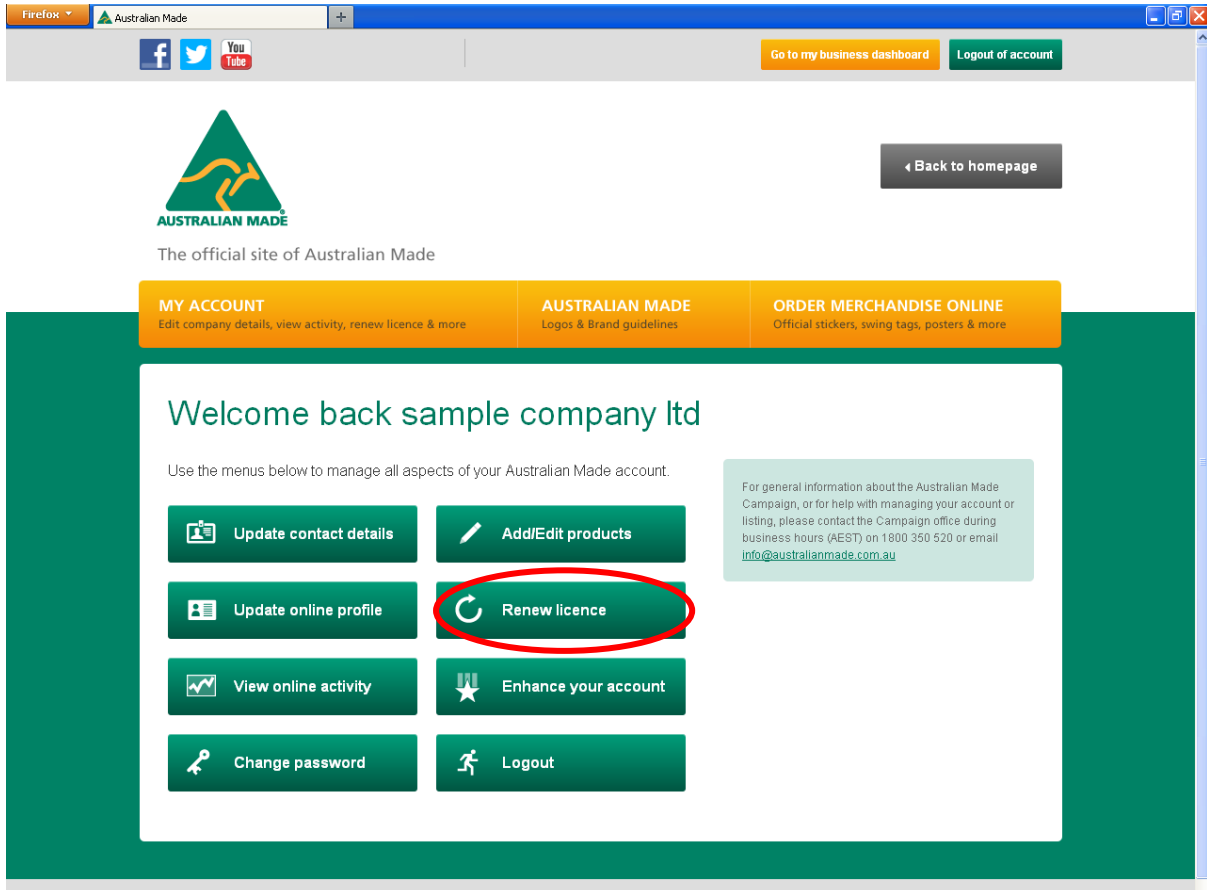 Firefox
Australian Made
You
Tube
Go to my business dashboard
Logout of account
Back to homepage
AUSTRALIAN MADE
The official site of Australian Made
MY ACCOUNT
Edit company details, view activity, renew licence & more
AUSTRALIAN MADE
Logos & Brand guidelines
ORDER MERCHANDISE ONLINE
Official stickers, swing tags, posters & more
Welcome back sample company ltd
Use the menus below to manage all aspects of your Australian Made account.
For general information about the Australian Made
Campaign, or for help with managing your account or
listing, please contact the Campaign office during
business hours (AEST) on 1800 350 520 or email
info@australianmade.com.au
Update contact details
Add/Edit products
Update online profile
Renew licence
View online activity
Enhance your account
Change password
Logout